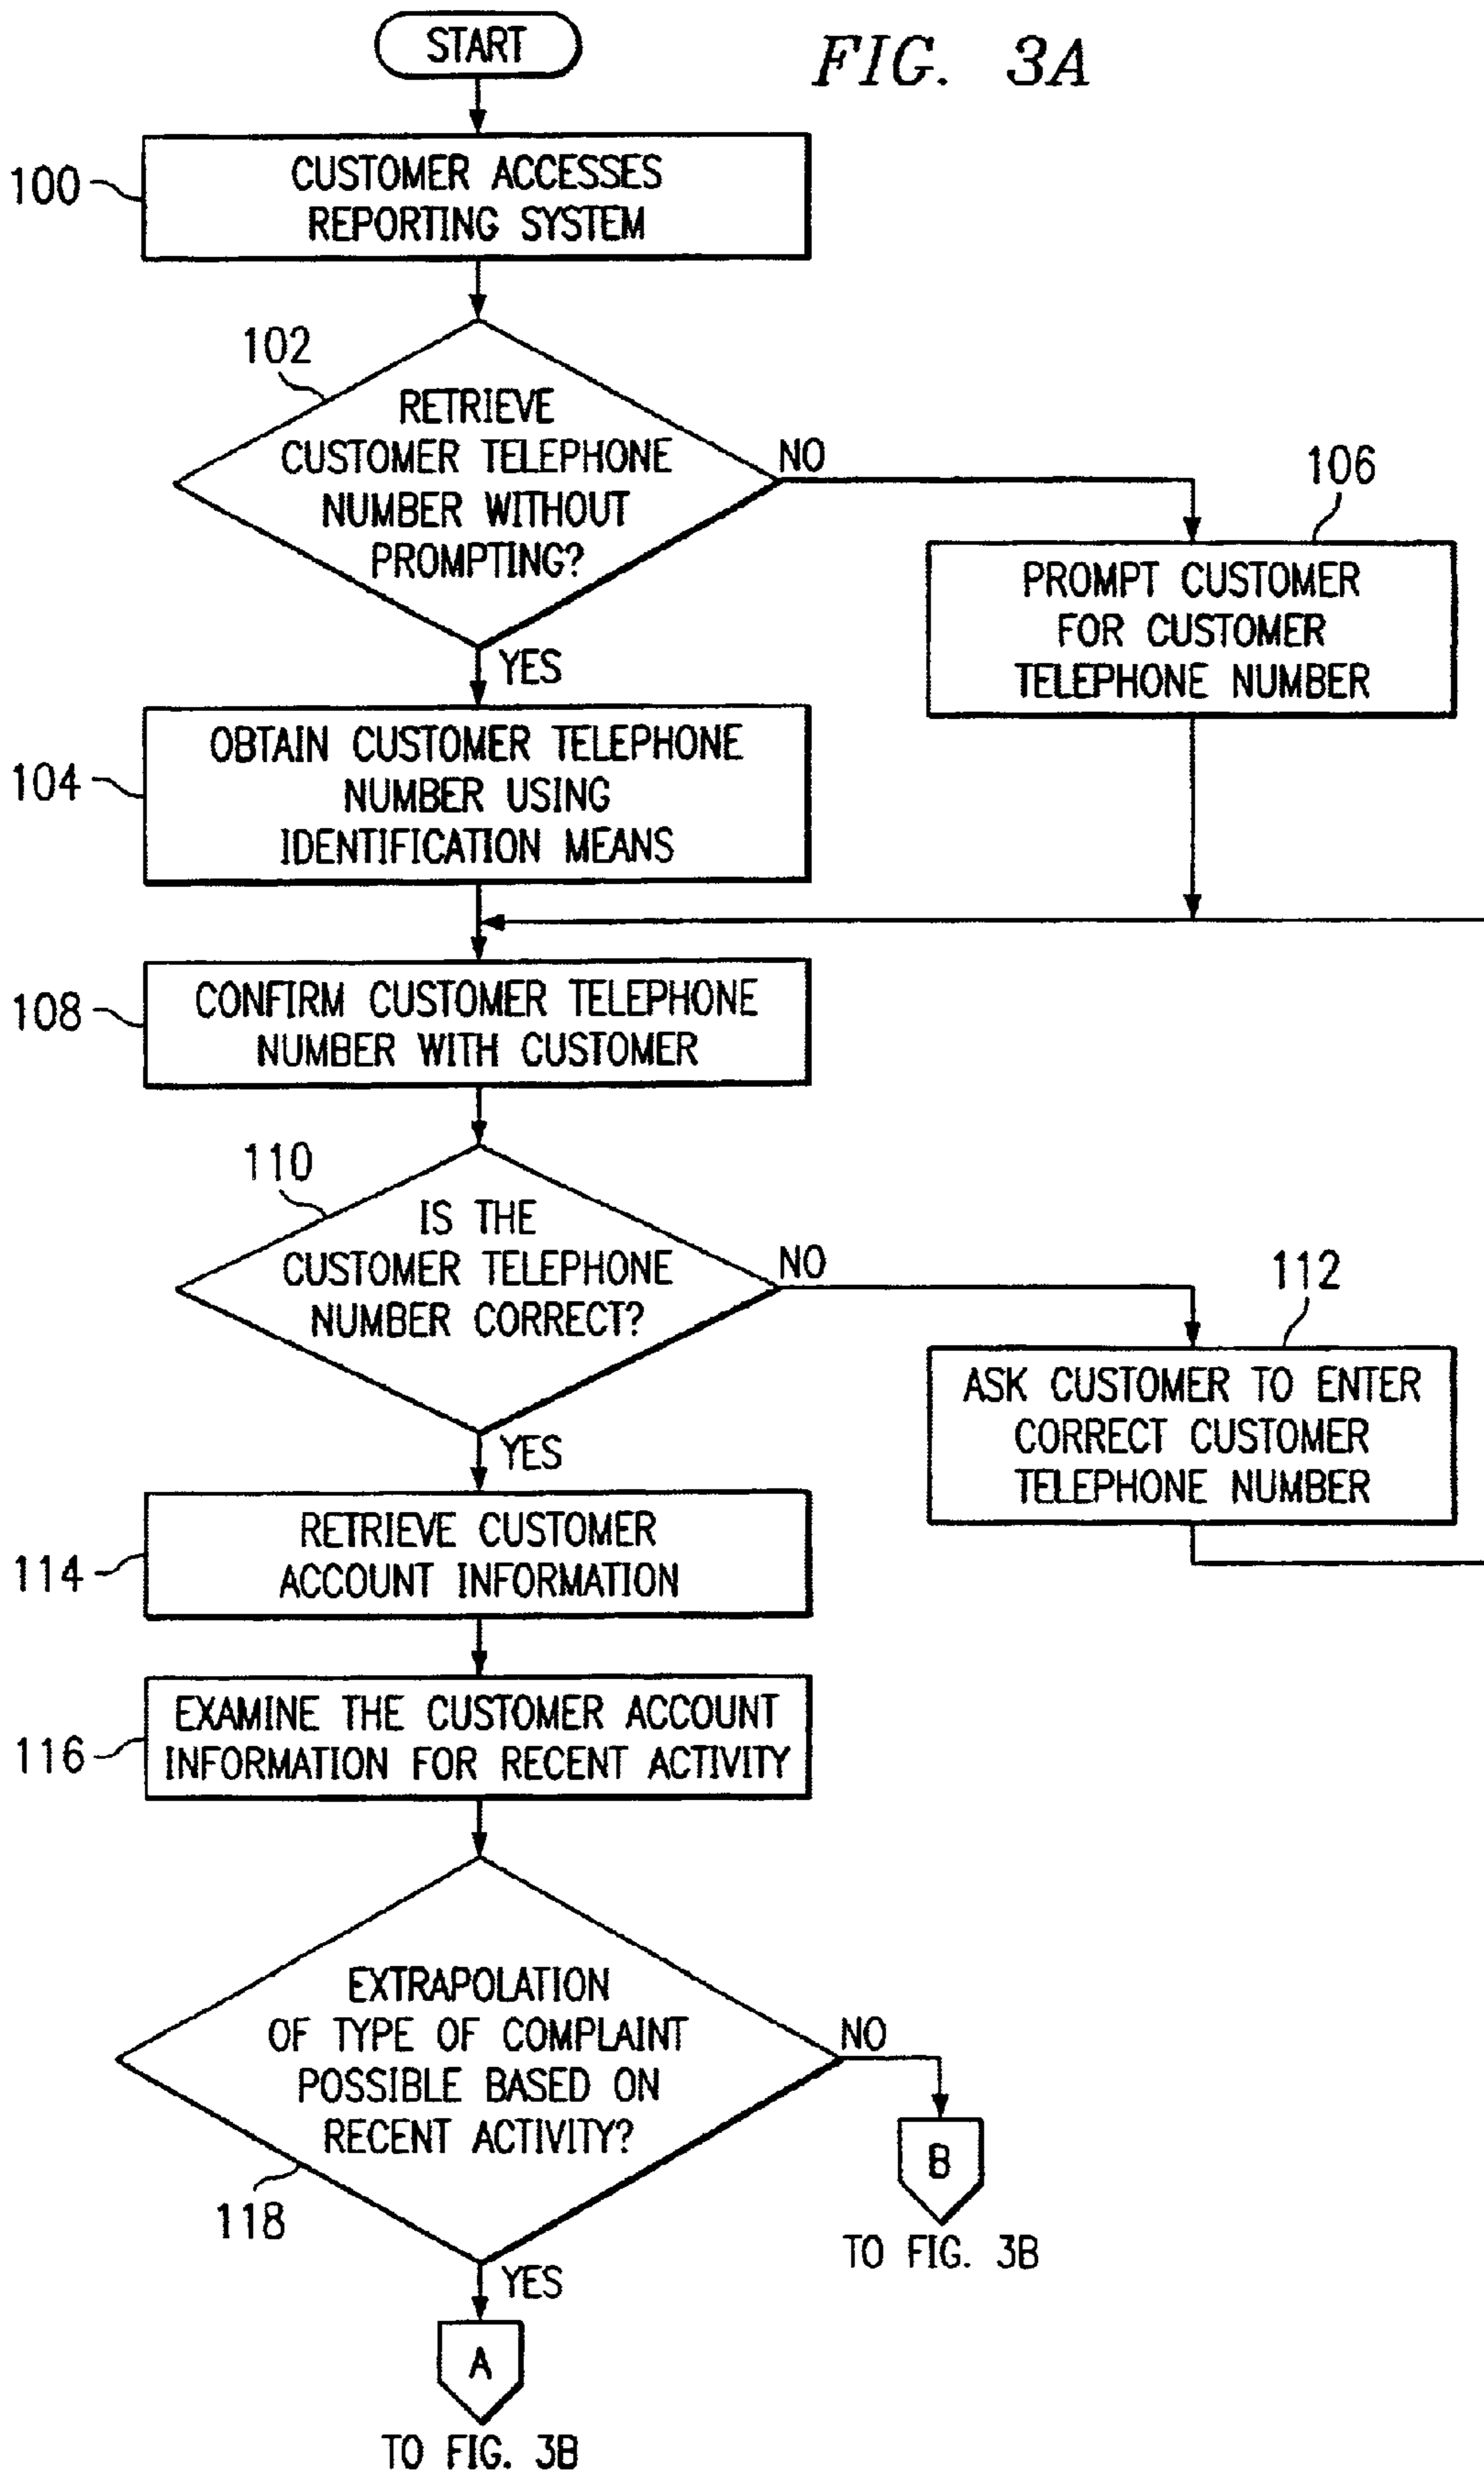 START
FIG. 3A
100
CUSTOMER ACCESSES
REPORTING SYSTEM
102
RETRIEVE
CUSTOMER TELEPHONE
NUMBER WITHOUT
PROMPTING?
NO
106
PROMPT CUSTOMER
FOR CUSTOMER
TELEPHONE NUMBER
YES
104
OBTAIN CUSTOMER TELEPHONE
NUMBER USING
IDENTIFICATION MEANS
108
CONFIRM CUSTOMER TELEPHONE
NUMBER WITH CUSTOMER
110
IS THE
CUSTOMER TELEPHONE
NUMBER CORRECT?
NO
112
ASK CUSTOMER TO ENTER
CORRECT CUSTOMER
TELEPHONE NUMBER
YES
114
RETRIEVE CUSTOMER
ACCOUNT INFORMATION
116
EXAMINE THE CUSTOMER ACCOUNT
INFORMATION FOR RECENT ACTIVITY
EXTRAPOLATION
OF TYPE OF COMPLAINT
POSSIBLE BASED ON
RECENT ACTIVITY?
118
NO
B
TO FIG. 3B
YES
A
TO FIG. 3B